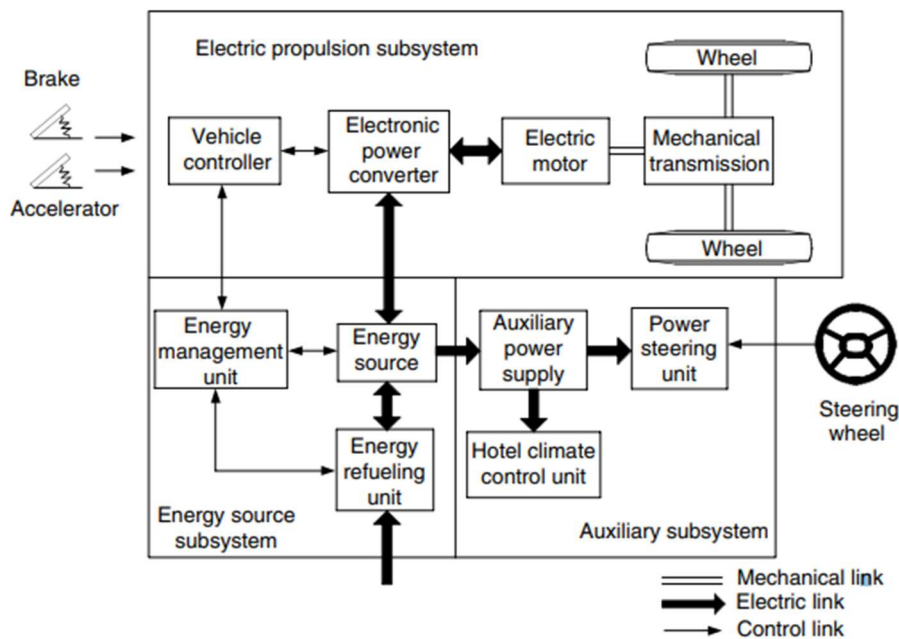 Electric propulsion subsystem
Brake
Accelerator
Vehicle
controller
Electronic
power
converter
Electric
motor
Mechanical
transmission
Wheel
Wheel
Energy
management
unit
Energy
source
Auxiliary
power
supply
Power
steering
unit
Steering
wheel
Energy
refueling
unit
Hotel climate
control unit
Energy source
subsystem
Auxiliary subsystem
Mechanical link
Electric link
Control link